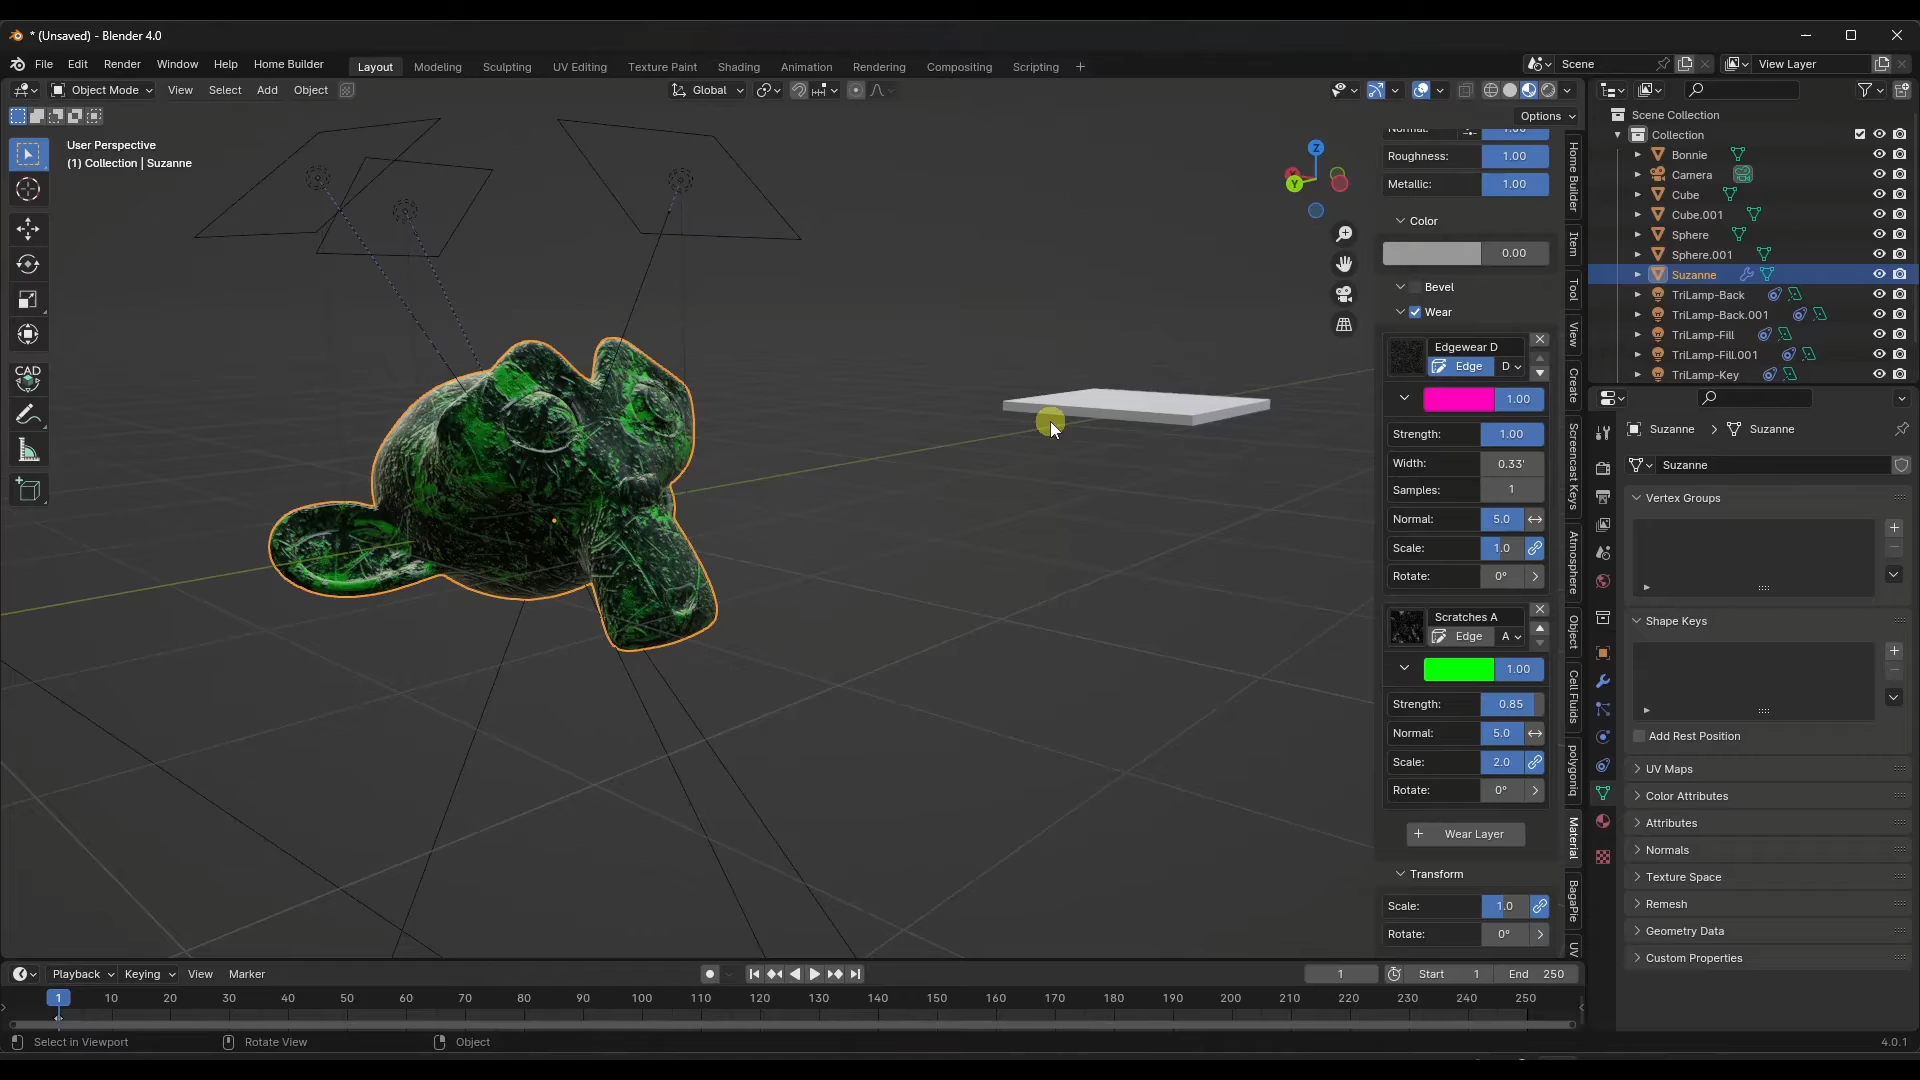 * (Unsaved) - Blender 4.0
File Edit Render Window Help Home Builder
Layout Modeling Sculpting UV Editing Texture Paint Shading Animation Rendering Compositing Scripting +
Scene
View Layer
Object Mode View Select Add Object
Global
Options
User Perspective
(1) Collection | Suzanne
CAD
Z
Y
Normal: 1.00
Roughness: 1.00
Metallic: 1.00
Color
0.00
Bevel
Wear
Edgewear D
Edge D
1.00
Strength: 1.00
Width: 0.33'
Samples: 1
Normal: 5.0
Scale: 1.0
Rotate: 0°
Scratches A
Edge A
1.00
Strength: 0.85
Normal: 5.0
Scale: 2.0
Rotate: 0°
+ Wear Layer
Transform
Scale: 1.0
Rotate: 0°
Home Builder
Item
Tool
View
Create
Screencast Keys
Atmosphere
Object
Cell Fluids
polygoniq
Material
BagaPie
UV
Scene Collection
Collection
Bonnie
Camera
Cube
Cube.001
Sphere
Sphere.001
Suzanne
TriLamp-Back
TriLamp-Back.001
TriLamp-Fill
TriLamp-Fill.001
TriLamp-Key
Suzanne > Suzanne
Suzanne
Vertex Groups
Shape Keys
Add Rest Position
UV Maps
Color Attributes
Attributes
Normals
Texture Space
Remesh
Geometry Data
Custom Properties
Playback Keying View Marker
1 Start 1 End 250
1 10 20 30 40 50 60 70 80 90 100 110 120 130 140 150 160 170 180 190 200 210 220 230 240 250
Select in Viewport Rotate View Object
4.0.1